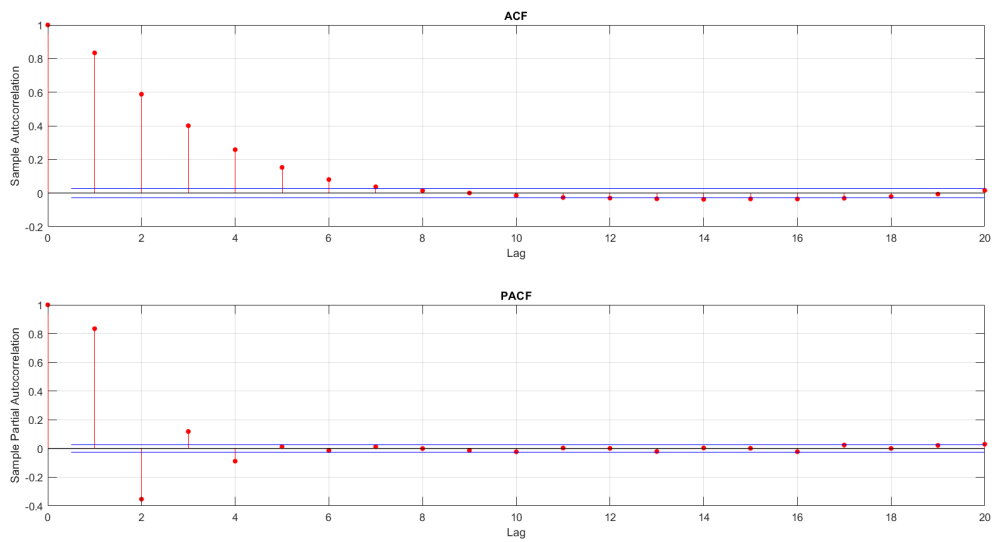 ACF
1
0.8
0.6
0.4
0.2
0
-0.2
Sample Autocorrelation
0 2 4 6 8 10 12 14 16 18 20
Lag
PACF
1
0.8
0.6
0.4
0.2
0
-0.2
-0.4
Sample Partial Autocorrelation
0 2 4 6 8 10 12 14 16 18 20
Lag